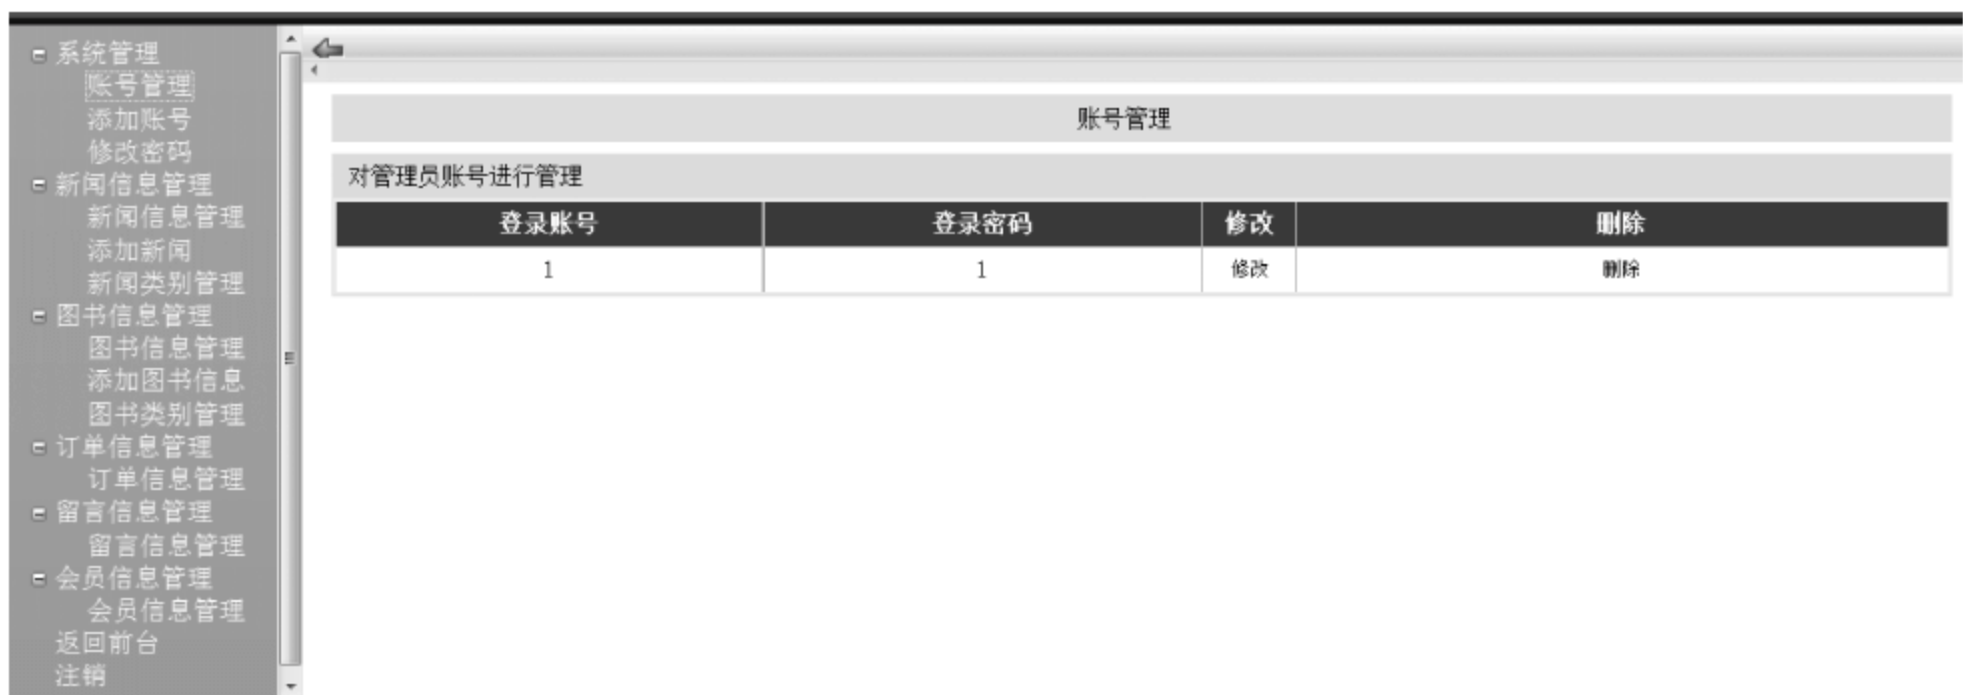 系统管理
账号管理
添加账号
修改密码
新闻信息管理
新闻信息管理
添加新闻
新闻类别管理
图书信息管理
图书信息管理
添加图书信息
图书类别管理
订单信息管理
订单信息管理
留言信息管理
留言信息管理
会员信息管理
会员信息管理
返回前台
注销
账号管理
对管理员账号进行管理
登录账号 登录密码 修改 删除
1 1 修改 删除